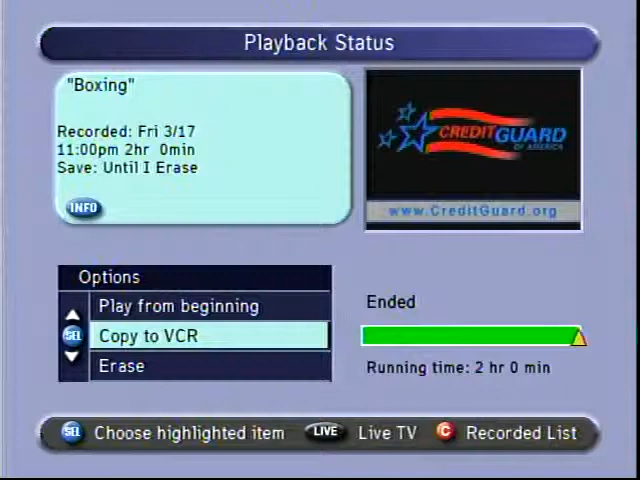 Playback Status
"Boxing"
Recorded: Fri 3/17
11:00pm 2hr 0min
Save: Until I Erase
INFO
CREDITGUARD
OF AMERICA
www.CreditGuard.org
Options
Play from beginning
SEL Copy to VCR
Erase
Ended
Running time: 2 hr 0 min
SEL Choose highlighted item LIVE Live TV C Recorded List